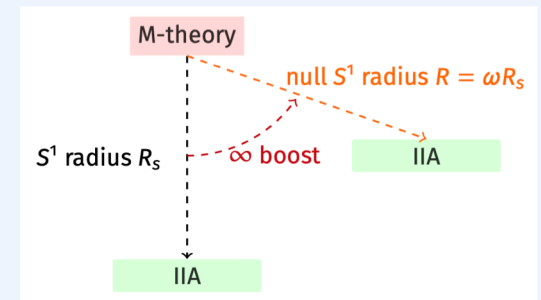 M-theory
null S¹ radius R = ωRₛ
S¹ radius Rₛ
∞ boost
IIA
IIA